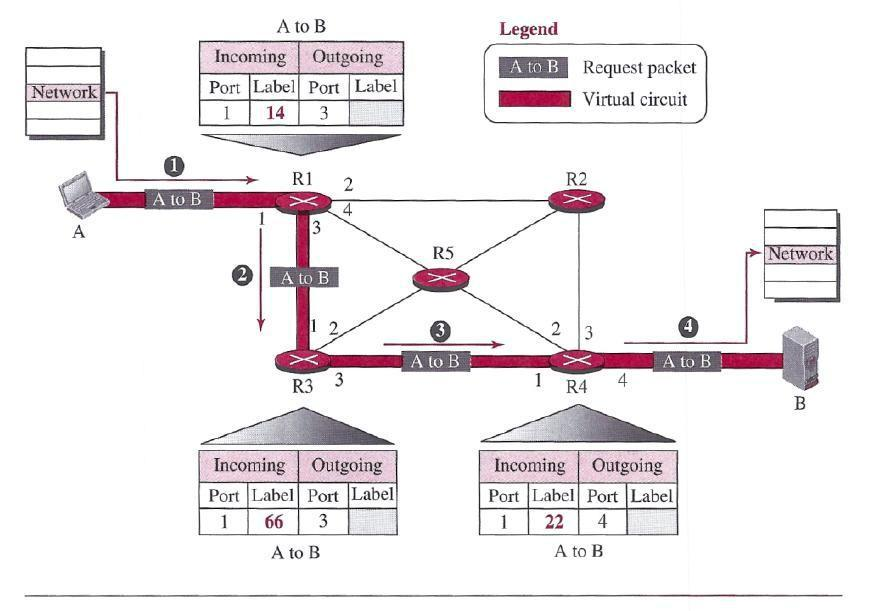 A to B
Incoming Outgoing
Port Label Port Label
1 14 3
Legend
A to B Request packet
Virtual circuit
Network
1
A to B
A
R1
1
2
3
4
R2
2
A to B
R5
Network
1 2
3
2 3
4
R3
3
A to B
1
R4
4
A to B
B
Incoming Outgoing
Port Label Port Label
1 66 3
A to B
Incoming Outgoing
Port Label Port Label
1 22 4
A to B